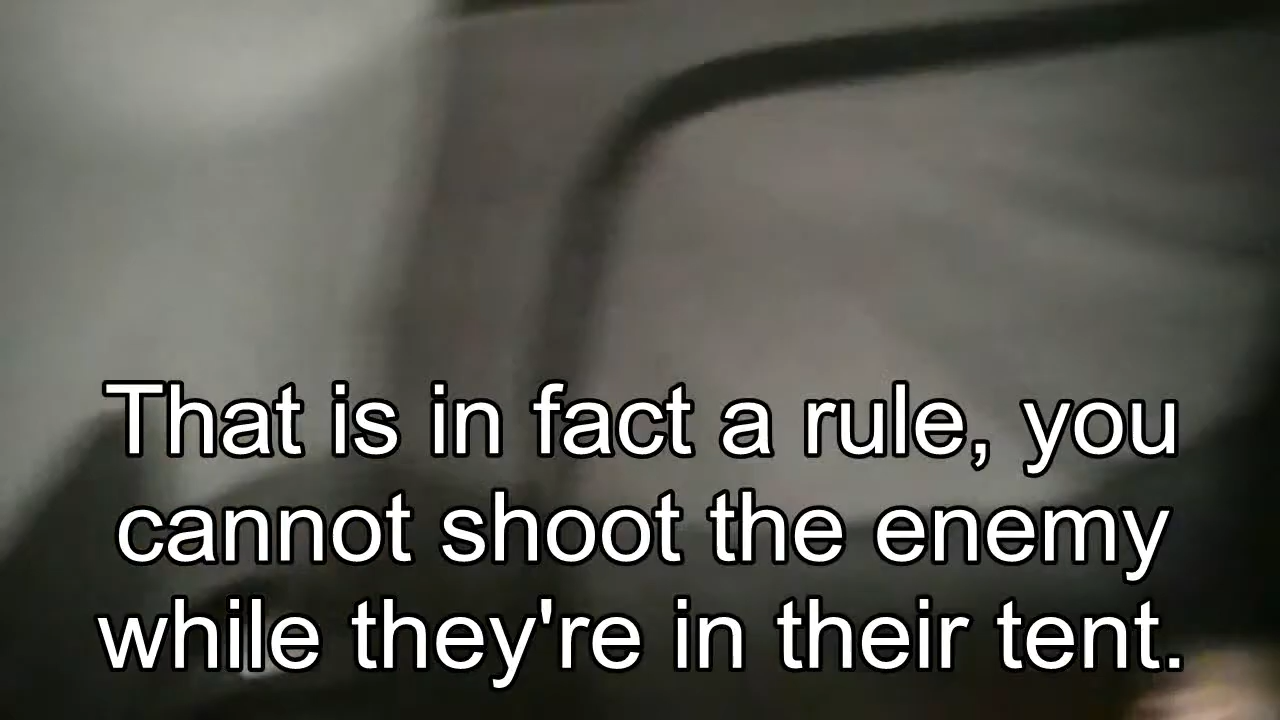 That is in fact a rule, you
cannot shoot the enemy
while they're in their tent.